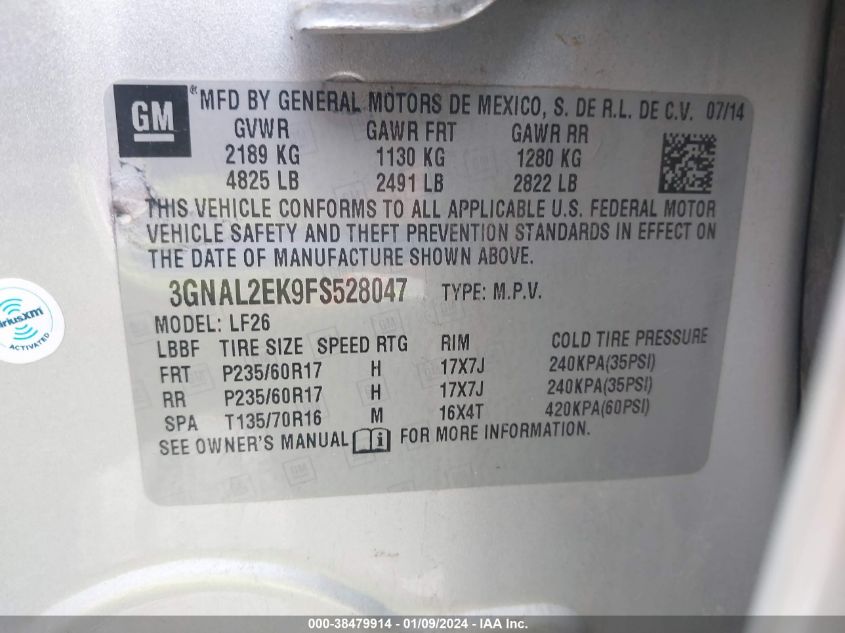 GM ® MFD BY GENERAL MOTORS DE MEXICO, S. DE R.L. DE C.V. 07/14
GVWR GAWR FRT GAWR RR
2189 KG 1130 KG 1280 KG
4825 LB 2491 LB 2822 LB
THIS VEHICLE CONFORMS TO ALL APPLICABLE U.S. FEDERAL MOTOR
VEHICLE SAFETY AND THEFT PREVENTION STANDARDS IN EFFECT ON
THE DATE OF MANUFACTURE SHOWN ABOVE.
3GNAL2EK9FS528047 TYPE: M.P.V.
MODEL: LF26
LBBF TIRE SIZE SPEED RTG RIM COLD TIRE PRESSURE
FRT P235/60R17 H 17X7J 240KPA(35PSI)
RR P235/60R17 H 17X7J 240KPA(35PSI)
SPA T135/70R16 M 16X4T 420KPA(60PSI)
SEE OWNER'S MANUAL i FOR MORE INFORMATION.
siriusxm
ACTIVATED
000-38479914 - 01/09/2024 - IAA Inc.